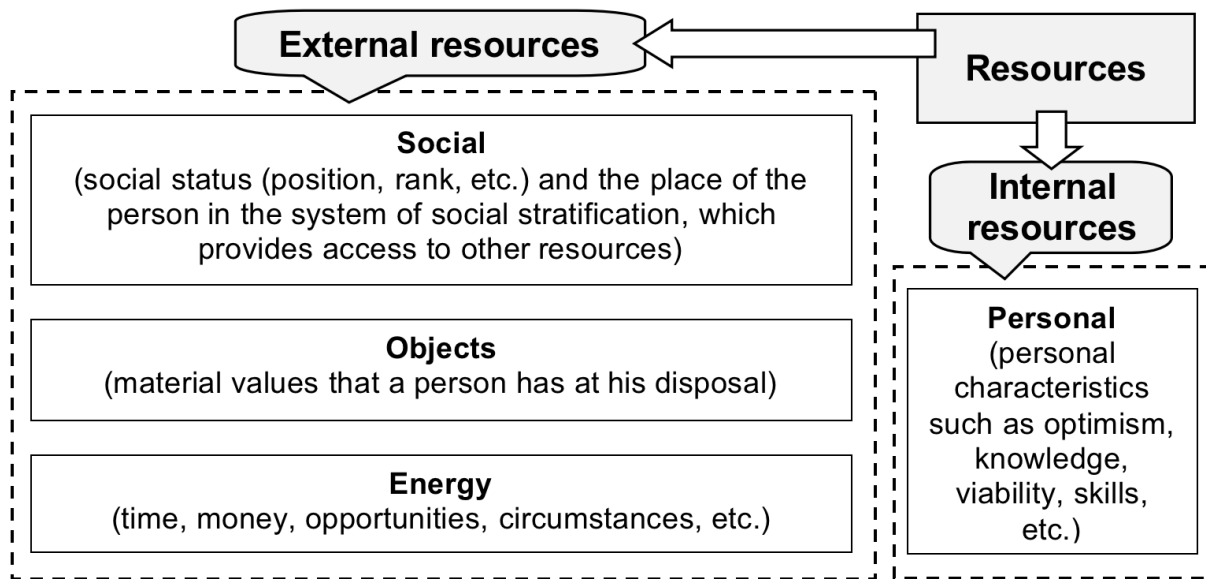 External resources
Resources
Social
(social status (position, rank, etc.) and the place of the
person in the system of social stratification, which
provides access to other resources)
Objects
(material values that a person has at his disposal)
Energy
(time, money, opportunities, circumstances, etc.)
Internal
resources
Personal
(personal
characteristics
such as optimism,
knowledge,
viability, skills,
etc.)